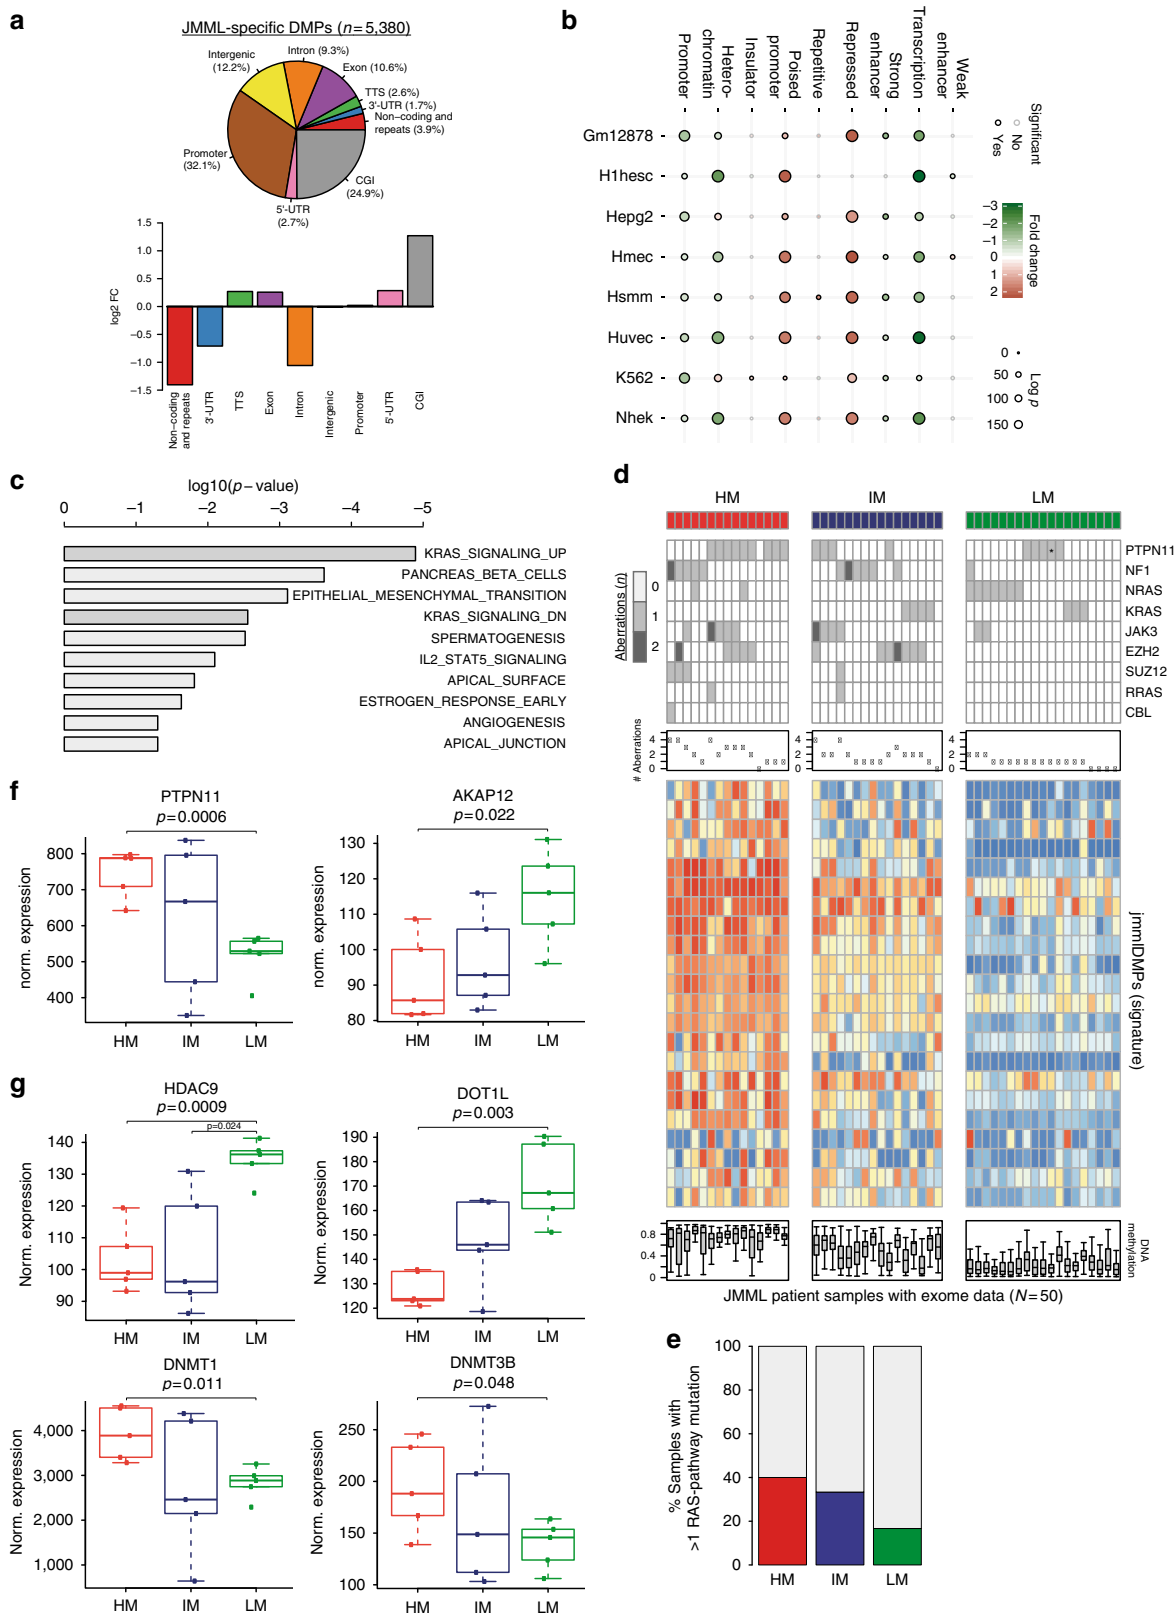 a
JMML-specific DMPs (n=5,380)
Intron (9.3%)
Intergenic
(12.2%)
Exon (10.6%)
TTS (2.6%)
3'-UTR (1.7%)
Non-coding and
repeats (3.9%)
Promoter
(32.1%)
CGI
(24.9%)
5'-UTR
(2.7%)
log2 FC
1.5
1.0
0.5
0.0
−0.5
−1.0
−1.5
Non-coding
and repeats
3'-UTR
TTS
Exon
Intron
Intergenic
Promoter
5'-UTR
CGI
b
Promoter
Hetero-
chromatin
Insulator
Poised
promoter
Repetitive
Repressed
Strong
enhancer
Transcription
Weak
enhancer
Gm12878
H1hesc
Hepg2
Hmec
Hsmm
Huvec
K562
Nhek
Significant
No
Yes
Fold change
−3
−2
−1
0
1
2
Log p
0
50
100
150
c
log10(p−value)
0 −1 −2 −3 −4 −5
KRAS_SIGNALING_UP
PANCREAS_BETA_CELLS
EPITHELIAL_MESENCHYMAL_TRANSITION
KRAS_SIGNALING_DN
SPERMATOGENESIS
IL2_STAT5_SIGNALING
APICAL_SURFACE
ESTROGEN_RESPONSE_EARLY
ANGIOGENESIS
APICAL_JUNCTION
d
HM IM LM
Aberrations (n)
0
1
2
*
PTPN11
NF1
NRAS
KRAS
JAK3
EZH2
SUZ12
RRAS
CBL
# Aberrations
4
2
0
4
2
0
4
2
0
jmmlDMPs (signature)
0.8
0.4
0
DNA
methylation
JMML patient samples with exome data (N=50)
e
% Samples with
>1 RAS-pathway mutation
100
80
60
40
20
0
HM IM LM
f
PTPN11
p=0.0006
norm. expression
800
700
600
500
400
HM IM LM
AKAP12
p=0.022
norm. expression
130
120
110
100
90
80
HM IM LM
g
HDAC9
p=0.0009
p=0.024
Norm. expression
140
130
120
110
100
90
HM IM LM
DOT1L
p=0.003
Norm. expression
190
180
170
160
150
140
130
120
HM IM LM
DNMT1
p=0.011
Norm. expression
4,000
3,000
2,000
1,000
HM IM LM
DNMT3B
p=0.048
Norm. expression
250
200
150
100
HM IM LM